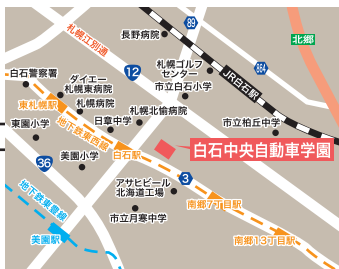 札幌江別通
長野病院
89
北郷
札幌ゴルフ
センター
JR白石駅
864
12
白石警察署
ダイエー
札幌東病院
市立白石小学
東札幌駅
札幌病院
札幌北愉病院
日章中学
市立柏丘中学
東園小学
地下鉄東西線
白石駅
白石中央自動車学園
36
美園小学
アサヒビール
北海道工場
3
地下鉄東豊線
市立月寒中学
南郷7丁目駅
美園駅
南郷13丁目駅